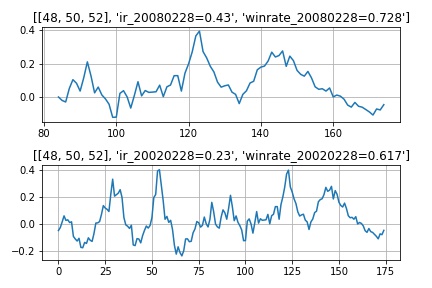 [[48, 50, 52], 'ir_20080228=0.43', 'winrate_20080228=0.728']
0.4
0.2
0.0
80 100 120 140 160
[[48, 50, 52], 'ir_20020228=0.23', 'winrate_20020228=0.617']
0.4
0.2
0.0
−0.2
0 25 50 75 100 125 150 175